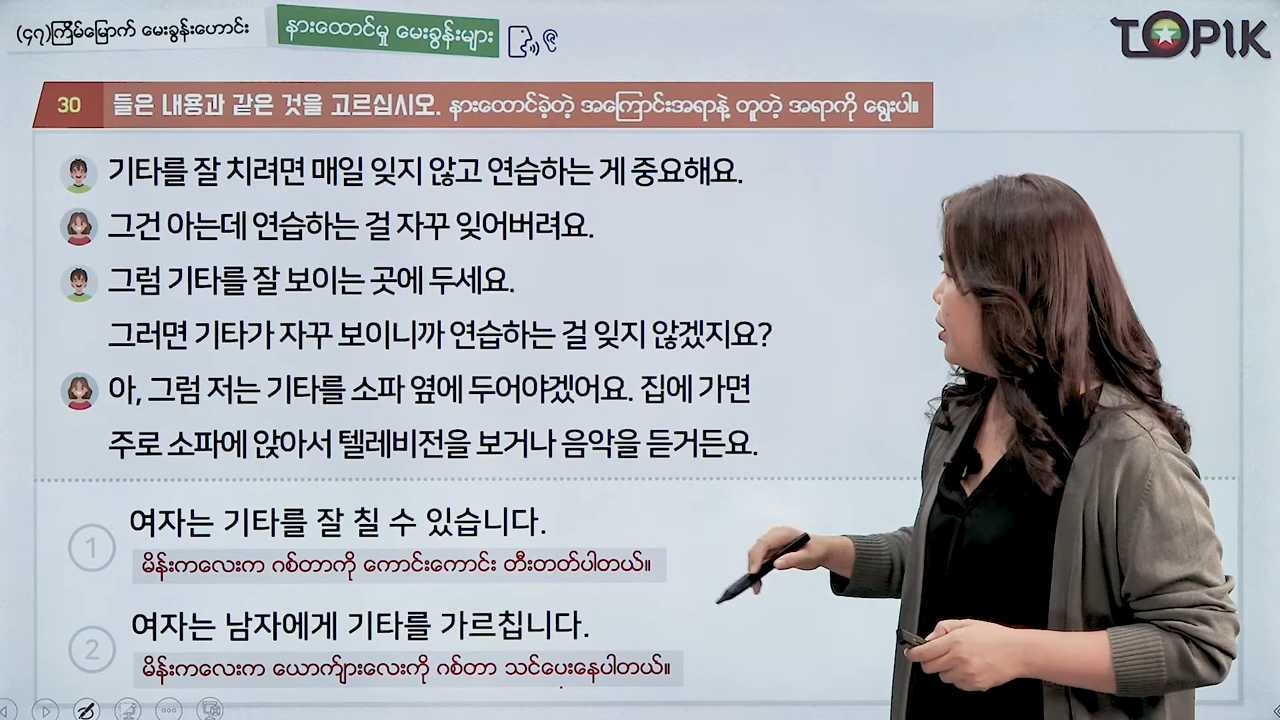 (၄၇)ကြိမ်မြောက် မေးခွန်းဟောင်း
နားထောင်မှု မေးခွန်းများ
TOPIK
30 들은 내용과 같은 것을 고르십시오. နားထောင်ခဲ့တဲ့ အကြောင်းအရာနဲ့ တူတဲ့ အရာကို ရွေးပါ။
기타를 잘 치려면 매일 잊지 않고 연습하는 게 중요해요.
그건 아는데 연습하는 걸 자꾸 잊어버려요.
그럼 기타를 잘 보이는 곳에 두세요.
그러면 기타가 자꾸 보이니까 연습하는 걸 잊지 않겠지요?
아, 그럼 저는 기타를 소파 옆에 두어야겠어요. 집에 가면
주로 소파에 앉아서 텔레비전을 보거나 음악을 듣거든요.
1 여자는 기타를 잘 칠 수 있습니다.
မိန်းကလေးက ဂစ်တာကို ကောင်းကောင်း တီးတတ်ပါတယ်။
2 여자는 남자에게 기타를 가르칩니다.
မိန်းကလေးက ယောကျ်ားလေးကို ဂစ်တာ သင်ပေးနေပါတယ်။